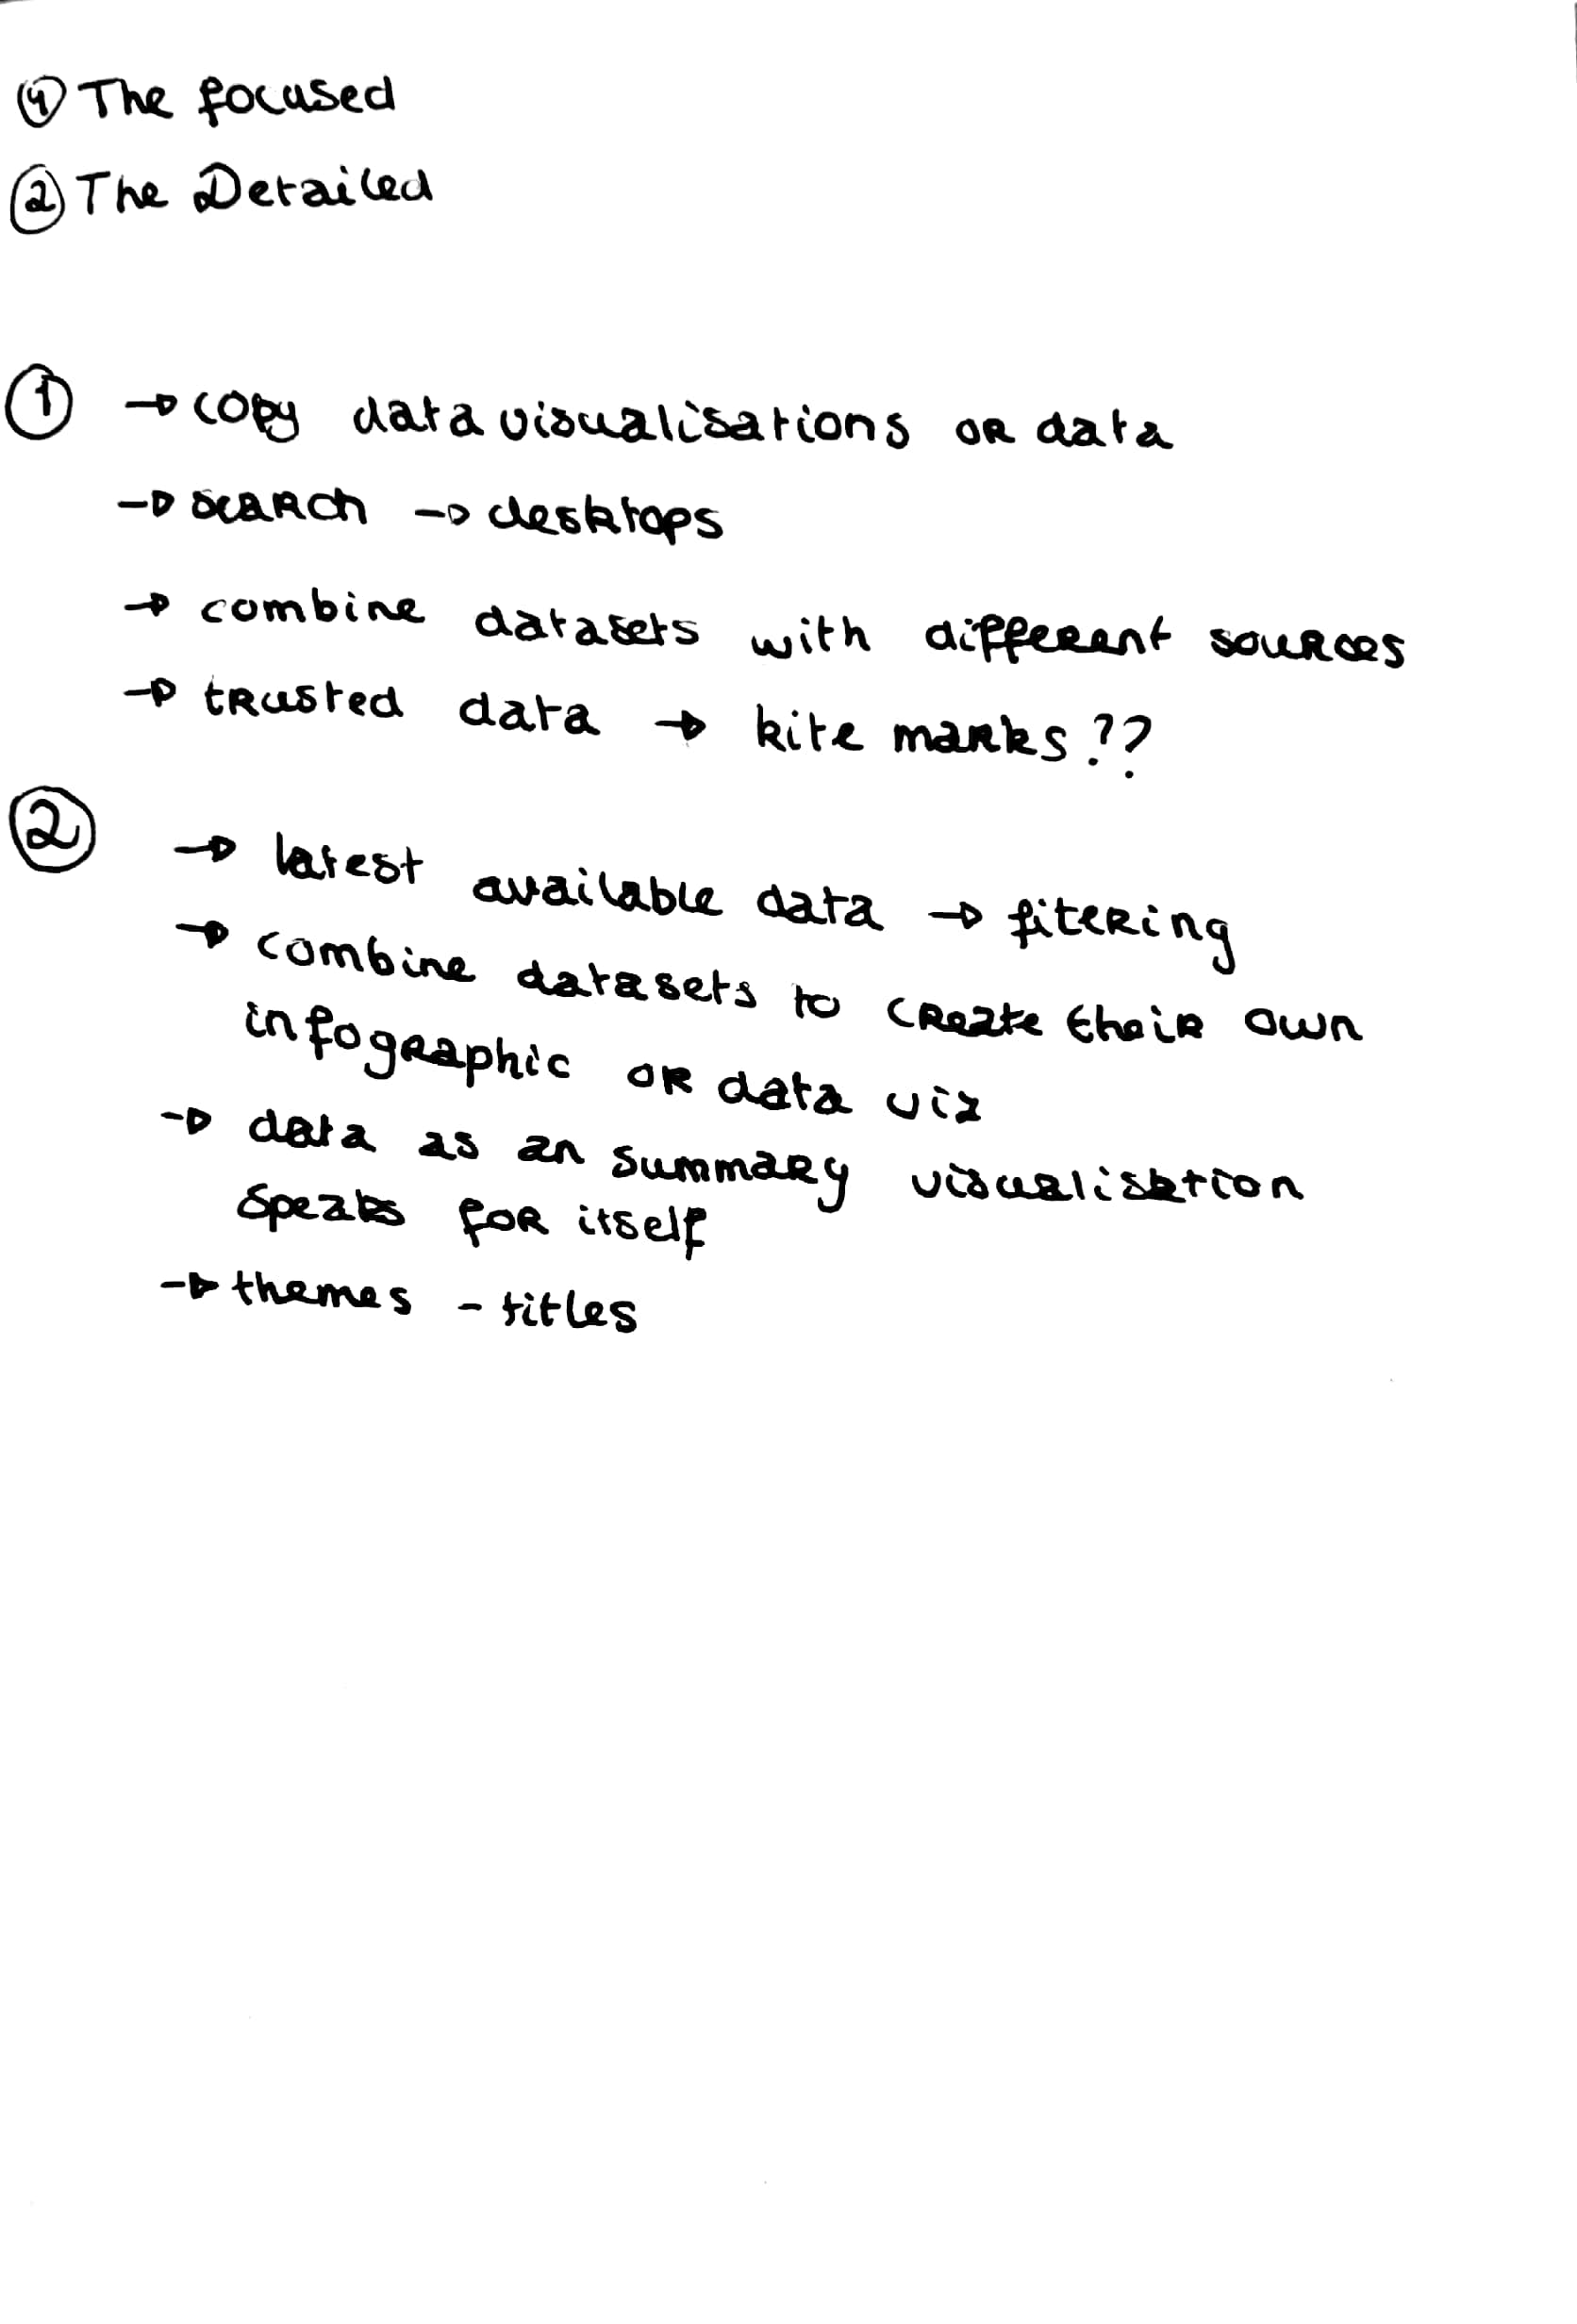 ① The focused
② The Detailed
① → copy data visualisations or data
→ search → desktops
→ combine datasets with different sources
→ trusted data → kite marks??
② → latest available data → fitering
→ combine datasets to create their own
infographic or data viz
→ data as an summary visualisation
speaks for itself
→ themes - titles